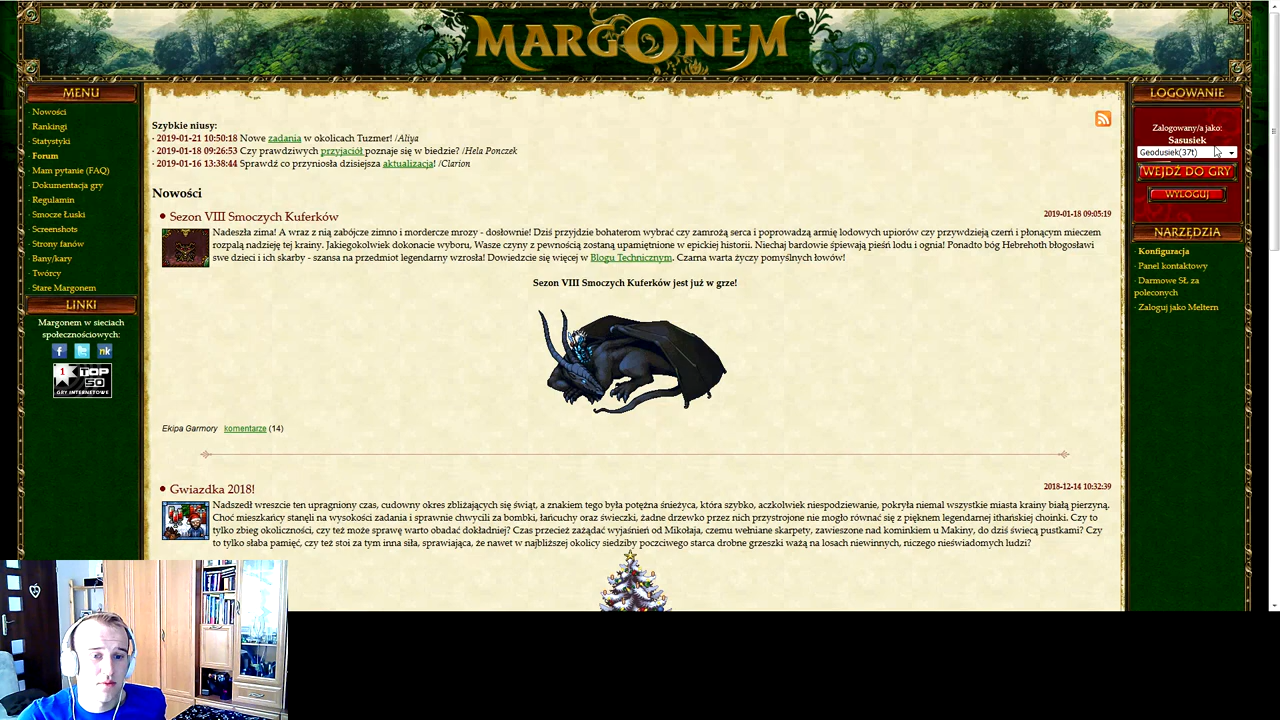 MARGONEM
MENU
· Nowości
· Rankingi
· Statystyki
· Forum
· Mam pytanie (FAQ)
· Dokumentacja gry
· Regulamin
· Smocze Łuski
· Screenshots
· Strony fanów
· Bany/kary
· Twórcy
· Stare Margonem
LINKI
Margonem w sieciach
społecznościowych:
f t nk
1 TOP
50
GRY INTERNETOWE
Szybkie niusy:
· 2019-01-21 10:50:18 Nowe zadania w okolicach Tuzmer! /Aliya
· 2019-01-18 09:26:53 Czy prawdziwych przyjaciół poznaje się w biedzie? /Hela Ponczek
· 2019-01-16 13:38:44 Sprawdź co przyniosła dzisiejsza aktualizacja! /Clarion
Nowości
• Sezon VIII Smoczych Kuferków 2019-01-18 09:05:19
Nadeszła zima! A wraz z nią zabójcze zimno i mordercze mrozy - dosłownie! Dziś przyjdzie bohaterom wybrać czy zamrożą serca i poprowadzą armię lodowych upiorów czy przywdzieją czerń i płonącym mieczem
rozpalą nadzieję tej krainy. Jakiegokolwiek dokonacie wyboru, Wasze czyny z pewnością zostaną upamiętnione w epickiej historii. Niechaj bardowie śpiewają pieśń lodu i ognia! Ponadto bóg Hebrehoth błogosławi
swe dzieci i ich skarby - szansa na przedmiot legendarny wzrosła! Dowiedzcie się więcej w Blogu Technicznym. Czarna warta życzy pomyślnych łowów!
Sezon VIII Smoczych Kuferków jest już w grze!
Ekipa Garmory komentarze (14)
• Gwiazdka 2018! 2018-12-14 10:32:39
Nadszedł wreszcie ten upragniony czas, cudowny okres zbliżających się świąt, a znakiem tego była potężna śnieżyca, która szybko, aczkolwiek niespodziewanie, pokryła niemal wszystkie miasta krainy białą pierzyną.
Choć mieszkańcy stanęli na wysokości zadania i sprawnie chwycili za bombki, łańcuchy oraz świeczki, żadne drzewko przez nich przystrojone nie mogło równać się z pięknem legendarnej ithańskiej choinki. Czy to
tylko zbieg okoliczności, czy też może sprawę warto obadać dokładniej? Czas przecież zażądać wyjaśnień od Mikołaja, czemu wełniane skarpety, zawieszone nad kominkiem u Makiny, do dziś świecą pustkami? Czy
to tylko słaba pamięć, czy też stoi za tym inna siła, sprawiająca, że nawet w najbliższej okolicy siedziby poczciwego starca drobne grzeszki ważą na losach niewinnych, niczego nieświadomych ludzi?
LOGOWANIE
Zalogowany/a jako:
Sasusiek
Geodusiek(37t)
WEJDŹ DO GRY
WYLOGUJ
NARZĘDZIA
· Konfiguracja
· Panel kontaktowy
· Darmowe SŁ za
poleconych
· Zaloguj jako Meltern